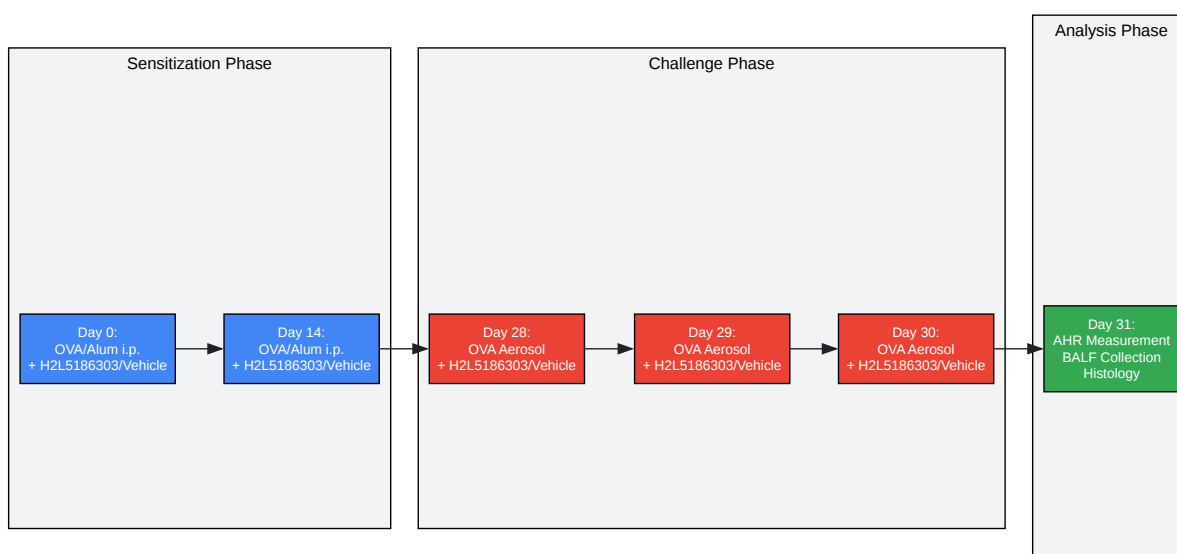 Sensitization Phase
Day 0:
OVA/Alum i.p.
+ H2L5186303/Vehicle
Day 14:
OVA/Alum i.p.
+ H2L5186303/Vehicle
Challenge Phase
Day 28:
OVA Aerosol
+ H2L5186303/Vehicle
Day 29:
OVA Aerosol
+ H2L5186303/Vehicle
Day 30:
OVA Aerosol
+ H2L5186303/Vehicle
Analysis Phase
Day 31:
AHR Measurement
BALF Collection
Histology